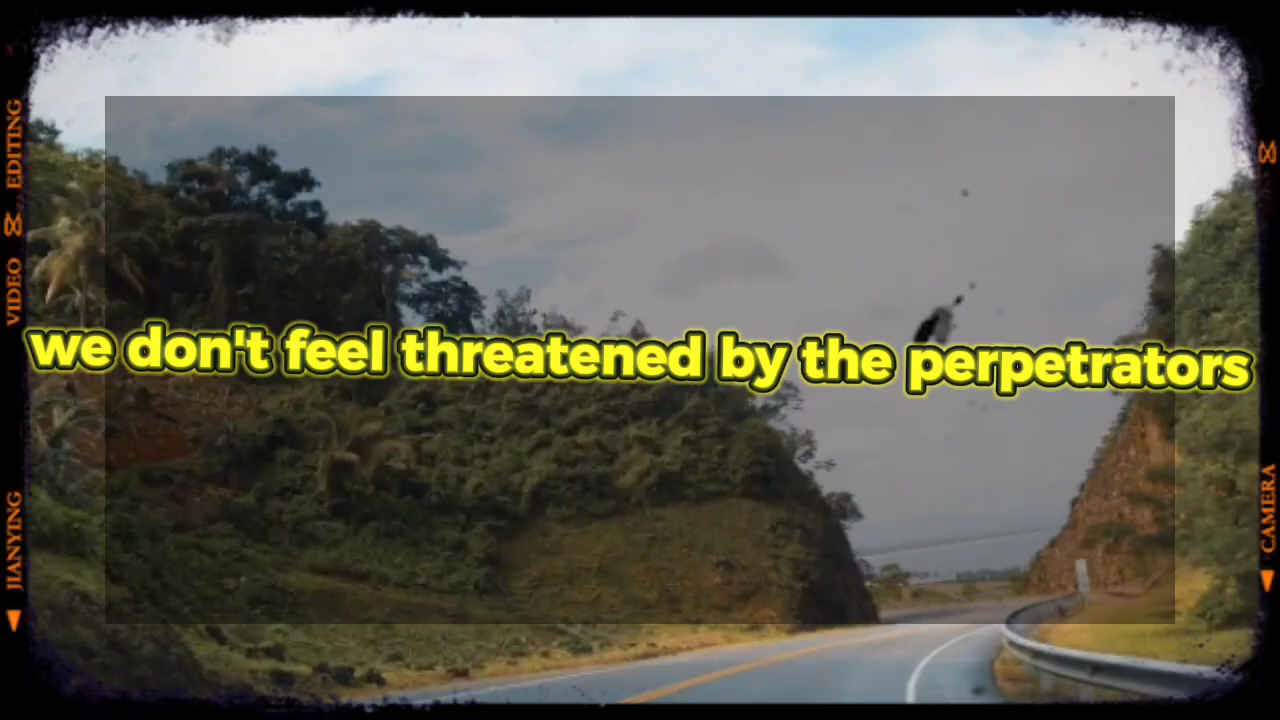 we don't feel threatened by the perpetrators
VIDEO EDITING
JIANYING
CAMERA